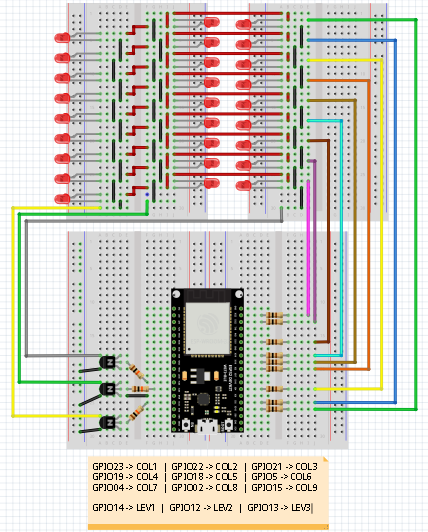 GPIO23 -> COL1 | GPIO22 -> COL2 | GPIO21 -> COL3
GPIO19 -> COL4 | GPIO18 -> COL5 | GPIO5 -> COL6
GPIO04 -> COL7 | GPIO02 -> COL8 | GPIO15 -> COL9
GPIO14 -> LEV1 | GPIO12 -> LEV2 | GPIO13 -> LEV3|